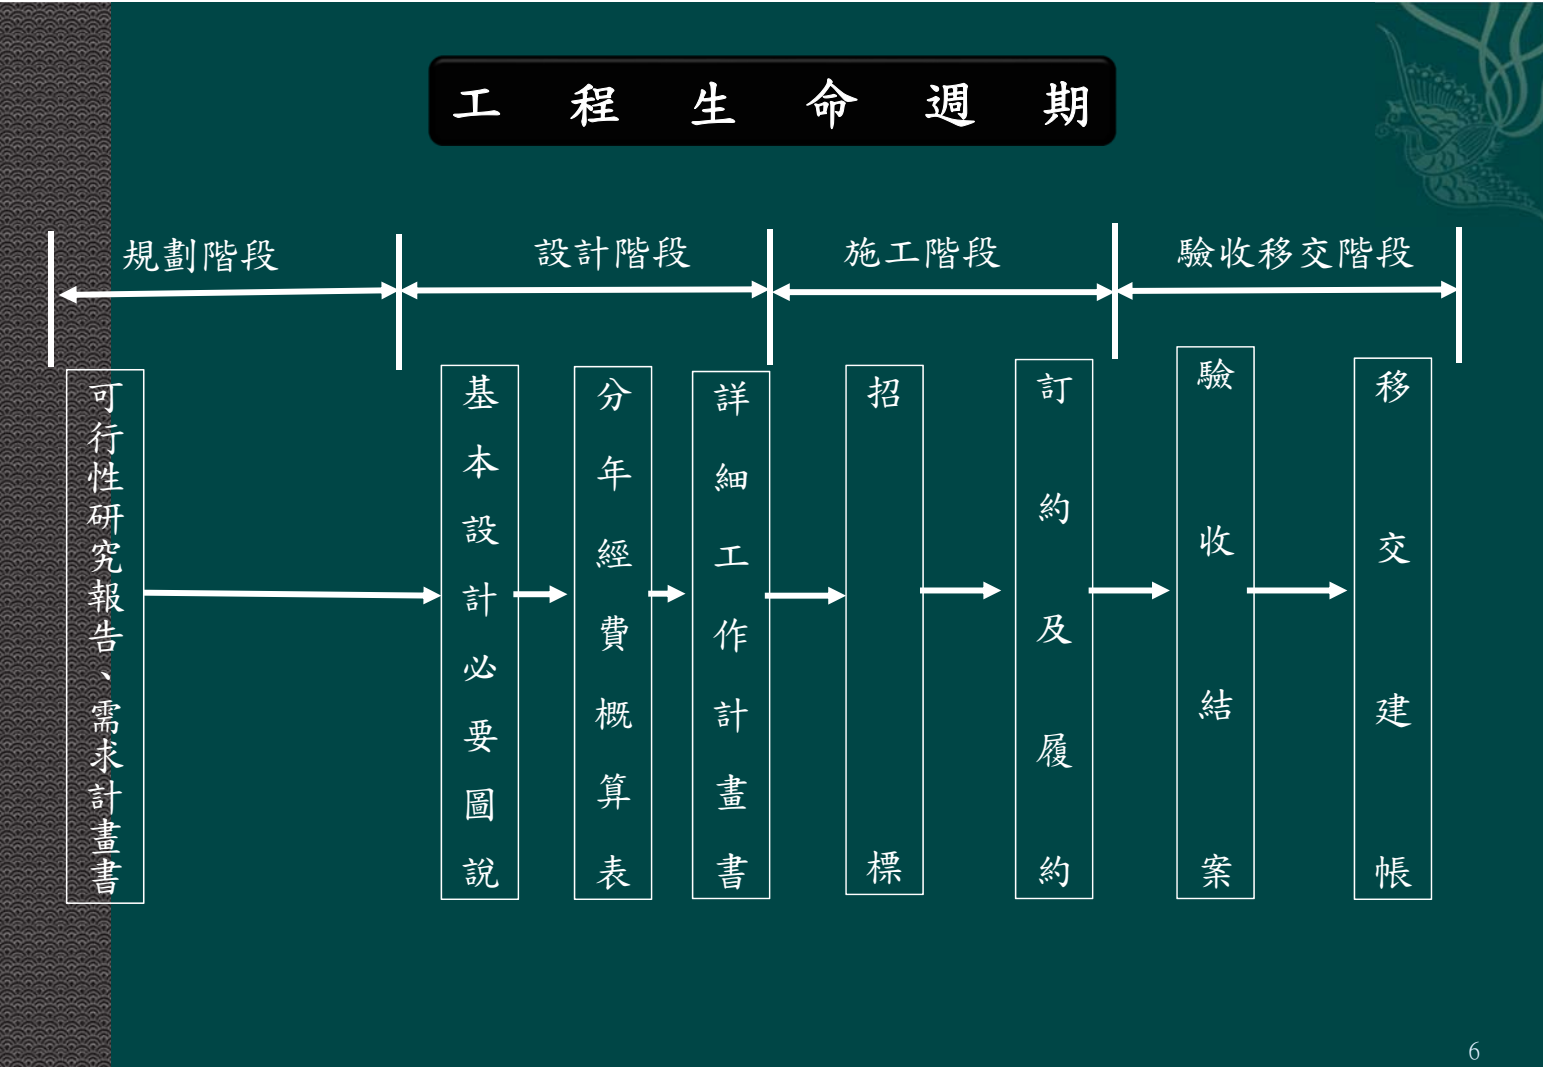 工程生命週期
規劃階段
設計階段
施工階段
驗收移交階段
可行性研究報告、需求計畫書
基本設計必要圖說
分年經費概算表
詳細工作計畫書
招標
訂約及履約
驗收結案
移交建帳
6